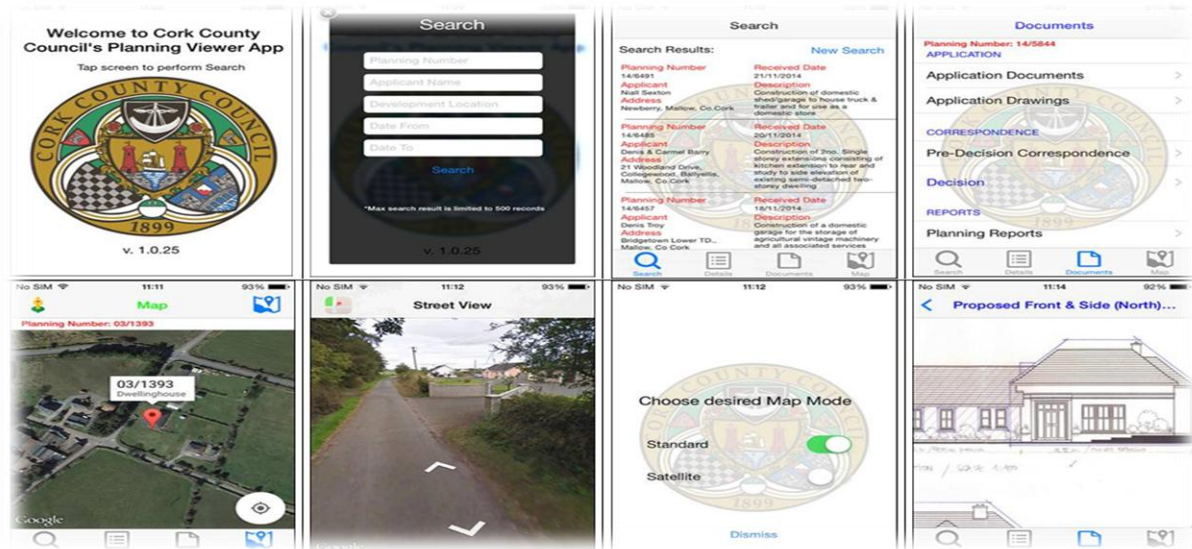 Welcome to Cork County
Council's Planning Viewer App
Tap screen to perform Search
CORK COUNTY COUNCIL
1899
v. 1.0.25
Search
Planning Number
Applicant Name
Development Location
Date From
Date To
Search
*Max search result is limited to 500 records
v. 1.0.25
Search
Search Results:
New Search
Planning Number
14/6491
Applicant
Niall Sexton
Address
Newberry, Mallow, Co.Cork
Received Date
21/11/2014
Description
Construction of domestic
shed/garage to house truck &
trailer and for use as a
domestic store
Planning Number
14/6485
Applicant
Denis & Carmel Barry
Address
21 Woodland Drive,
Collegewood, Ballyellis,
Mallow, Co.Cork
Received Date
20/11/2014
Description
Construction of 2no. Single
storey extensions consisting of
kitchen extension to rear and
study to side elevation of
existing semi-detached two-
storey dwelling
Planning Number
14/6457
Applicant
Denis Troy
Address
Bridgetown Lower TD.,
Mallow, Co Cork
Received Date
18/11/2014
Description
Construction of a domestic
garage for the storage of
agricultural vintage machinery
and all associated services
Search
Details
Documents
Map
Documents
Planning Number: 14/5844
APPLICATION
Application Documents
Application Drawings
CORRESPONDENCE
Pre-Decision Correspondence
Decision
REPORTS
Planning Reports
Search
Details
Documents
Map
No SIM 11:11 93%
Map
Planning Number: 03/1393
03/1393
Dwellinghouse
Google
No SIM 11:12 93%
Street View
No SIM 11:12 92%
COUNTY COUNCIL
Choose desired Map Mode
Standard
Satellite
1899
Dismiss
No SIM 11:14 92%
Proposed Front & Side (North)...